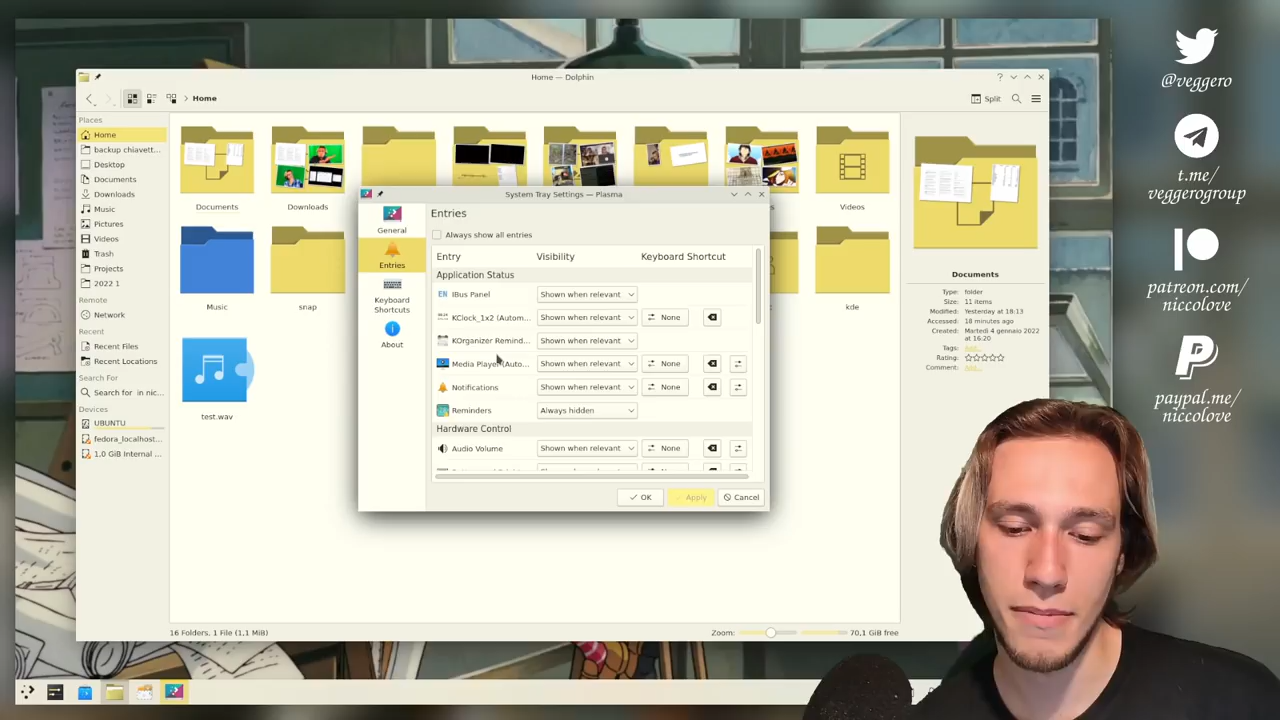 Home — Dolphin
Home
Split
Places
Home
backup chiavett...
Desktop
Documents
Downloads
Music
Pictures
Videos
Trash
Projects
2022 1
Remote
Network
Recent
Recent Files
Recent Locations
Search For
Search for in nic...
Devices
UBUNTU
fedora_localhost...
1,0 GiB Internal ...
Documents
Downloads
Videos
Music
snap
kde
test.wav
System Tray Settings — Plasma
General
Entries
Keyboard
Shortcuts
About
Entries
Always show all entries
Entry Visibility Keyboard Shortcut
Application Status
EN IBus Panel Shown when relevant
KClock_1x2 (Autom... Shown when relevant None
KOrganizer Remind... Shown when relevant
Media Player (Auto... Shown when relevant None
Notifications Shown when relevant None
Reminders Always hidden
Hardware Control
Audio Volume Shown when relevant None
OK Apply Cancel
Documents
Type: folder
Size: 11 items
Modified: Yesterday at 18:13
Accessed: 18 minutes ago
Created: Martedì 4 gennaio 2022
at 16:20
Tags: Add...
Rating:
Comment: Add...
16 Folders, 1 File (1,1 MiB)
Zoom:
70,1 GiB free
@veggero
t.me/
veggerogroup
patreon.com/
niccolove
paypal.me/
niccolove